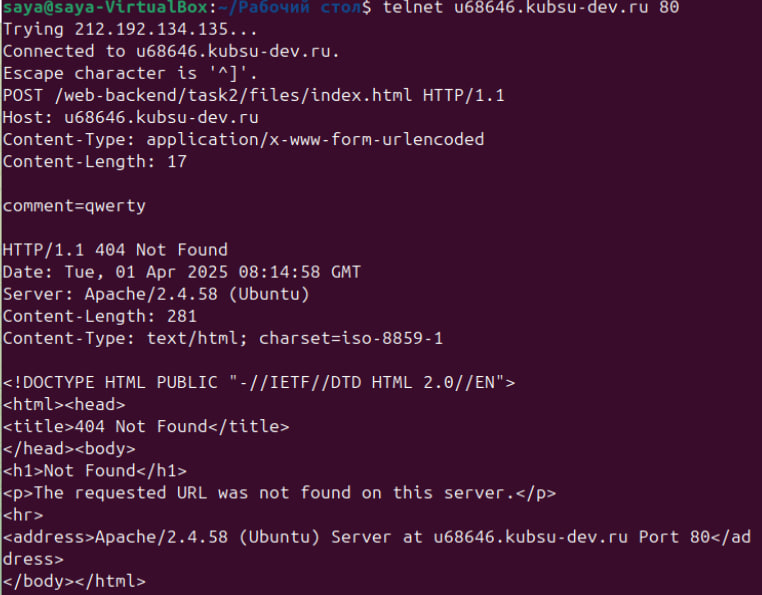 saya@saya-VirtualBox:~/Рабочий стол$ telnet u68646.kubsu-dev.ru 80
Trying 212.192.134.135...
Connected to u68646.kubsu-dev.ru.
Escape character is '^]'.
POST /web-backend/task2/files/index.html HTTP/1.1
Host: u68646.kubsu-dev.ru
Content-Type: application/x-www-form-urlencoded
Content-Length: 17

comment=qwerty

HTTP/1.1 404 Not Found
Date: Tue, 01 Apr 2025 08:14:58 GMT
Server: Apache/2.4.58 (Ubuntu)
Content-Length: 281
Content-Type: text/html; charset=iso-8859-1

<!DOCTYPE HTML PUBLIC "-//IETF//DTD HTML 2.0//EN">
<html><head>
<title>404 Not Found</title>
</head><body>
<h1>Not Found</h1>
<p>The requested URL was not found on this server.</p>
<hr>
<address>Apache/2.4.58 (Ubuntu) Server at u68646.kubsu-dev.ru Port 80</ad
dress>
</body></html>